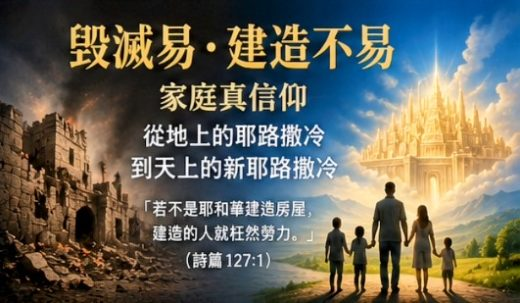 毀滅易·建造不易
家庭真信仰
從地上的耶路撒冷
到天上的新耶路撒冷
「若不是耶和華建造房屋，
建造的人就枉然勞力。」
（詩篇 127:1）